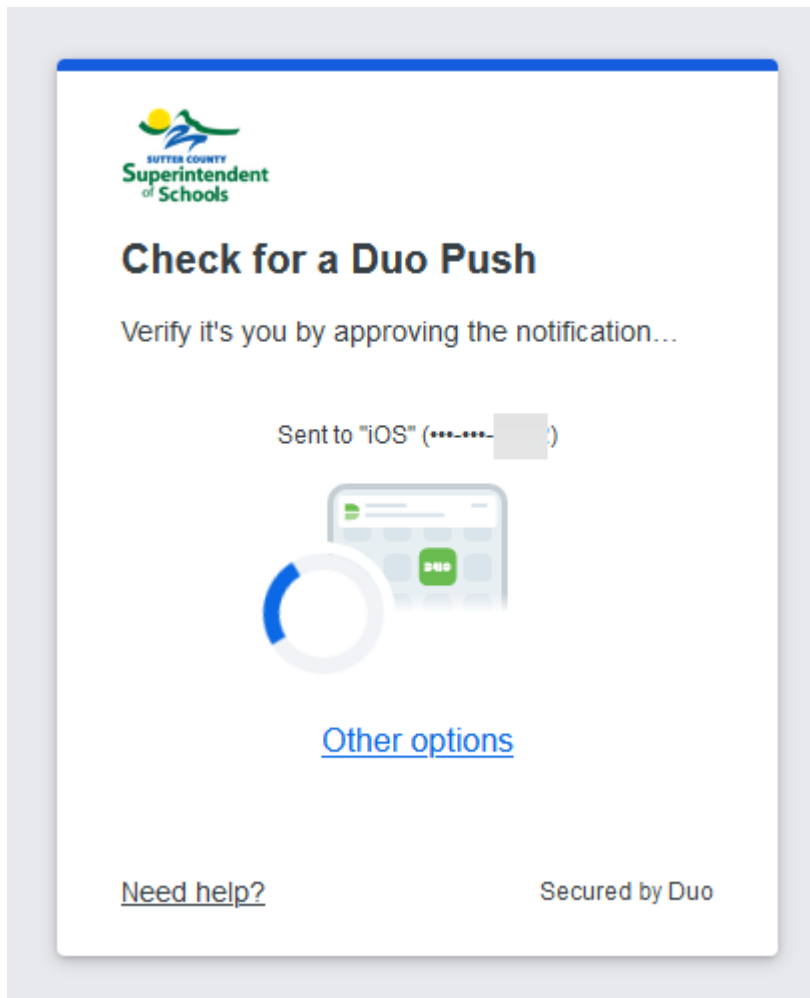 SUTTER COUNTY
Superintendent
of Schools
Check for a Duo Push
Verify it's you by approving the notification...
Sent to "iOS" (•••-•••-
DUO
Other options
Need help?
Secured by Duo